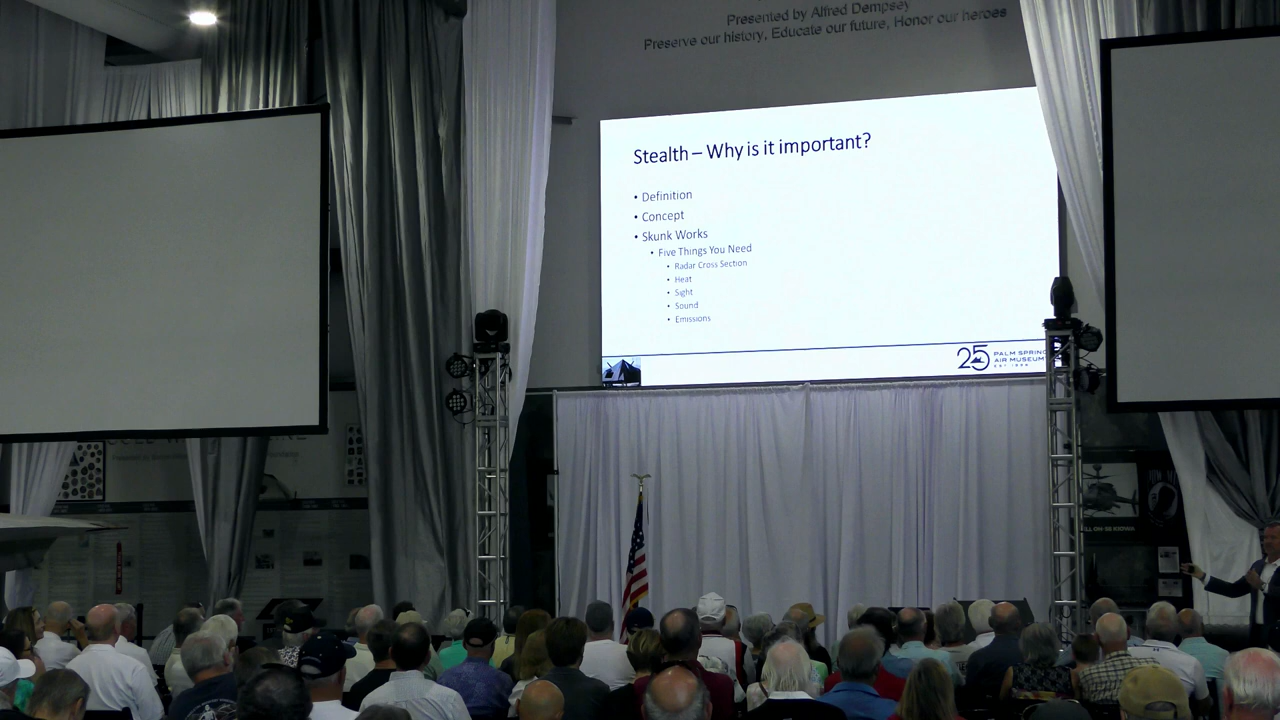 Presented by Alfred Dempsey
Preserve our history, Educate our future, Honor our heroes
Stealth – Why is it important?
• Definition
• Concept
• Skunk Works
• Five Things You Need
• Radar Cross Section
• Heat
• Sight
• Sound
• Emissions
25
PALM SPRING
AIR MUSEUM